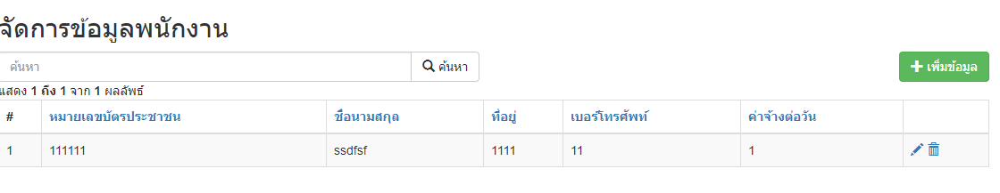 จัดการข้อมูลพนักงาน
ค้นหา ค้นหา เพิ่มข้อมูล
แสดง 1 ถึง 1 จาก 1 ผลลัพธ์
# หมายเลขบัตรประชาชน ชื่อนามสกุล ที่อยู่ เบอร์โทรศัพท์ ค่าจ้างต่อวัน
1 111111 ssdfsf 1111 11 1